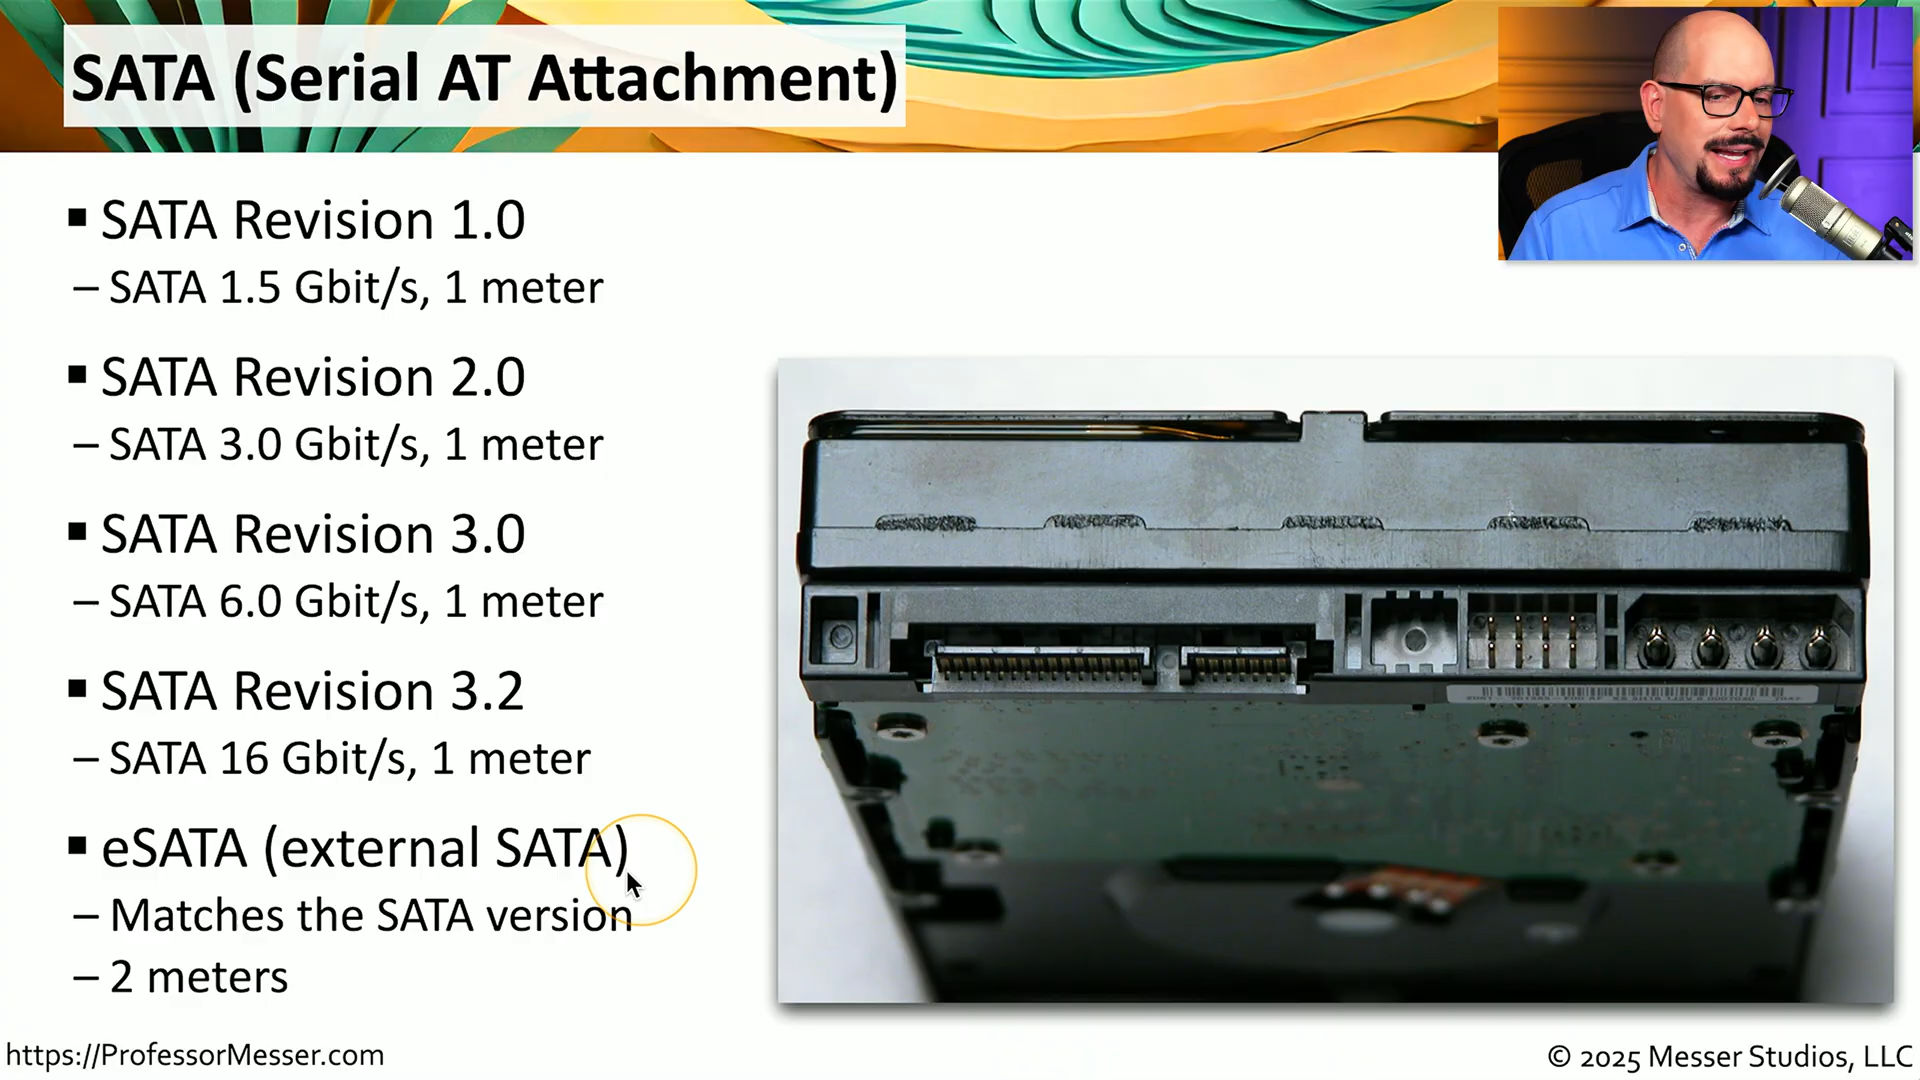 SATA (Serial AT Attachment)
▪ SATA Revision 1.0
– SATA 1.5 Gbit/s, 1 meter
▪ SATA Revision 2.0
– SATA 3.0 Gbit/s, 1 meter
▪ SATA Revision 3.0
– SATA 6.0 Gbit/s, 1 meter
▪ SATA Revision 3.2
– SATA 16 Gbit/s, 1 meter
▪ eSATA (external SATA)
– Matches the SATA version
– 2 meters
https://ProfessorMesser.com
© 2025 Messer Studios, LLC